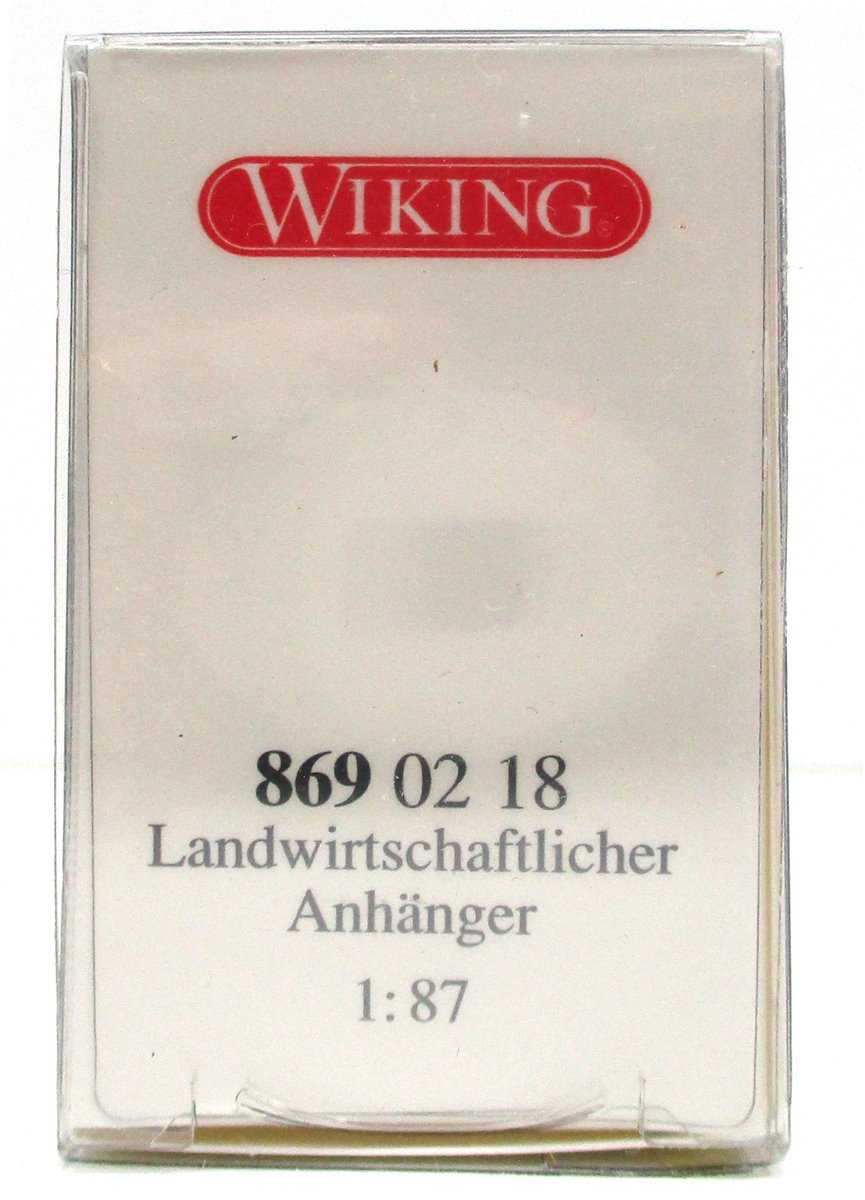 WIKING®
869 02 18
Landwirtschaftlicher
Anhänger
1:87